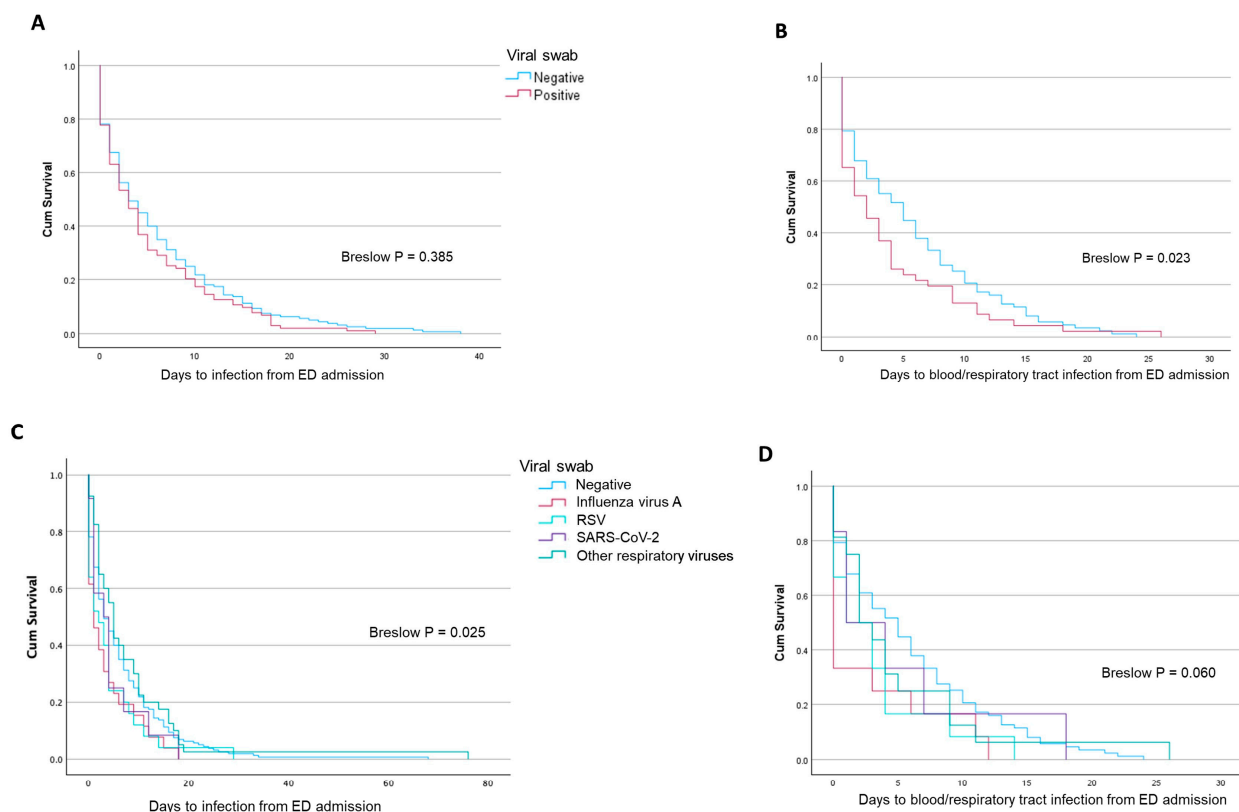 A
Viral swab
Negative
Positive
1.0
0.8
0.6
0.4
0.2
0.0
Cum Survival
Breslow P = 0.385
0 10 20 30 40
Days to infection from ED admission
B
1.0
0.8
0.6
0.4
0.2
0.0
Cum Survival
Breslow P = 0.023
0 5 10 15 20 25 30
Days to blood/respiratory tract infection from ED admission
C
Viral swab
Negative
Influenza virus A
RSV
SARS-CoV-2
Other respiratory viruses
1.0
0.8
0.6
0.4
0.2
0.0
Cum Survival
Breslow P = 0.025
0 20 40 60 80
Days to infection from ED admission
D
1.0
0.8
0.6
0.4
0.2
0.0
Cum Survival
Breslow P = 0.060
0 5 10 15 20 25 30
Days to blood/respiratory tract infection from ED admission